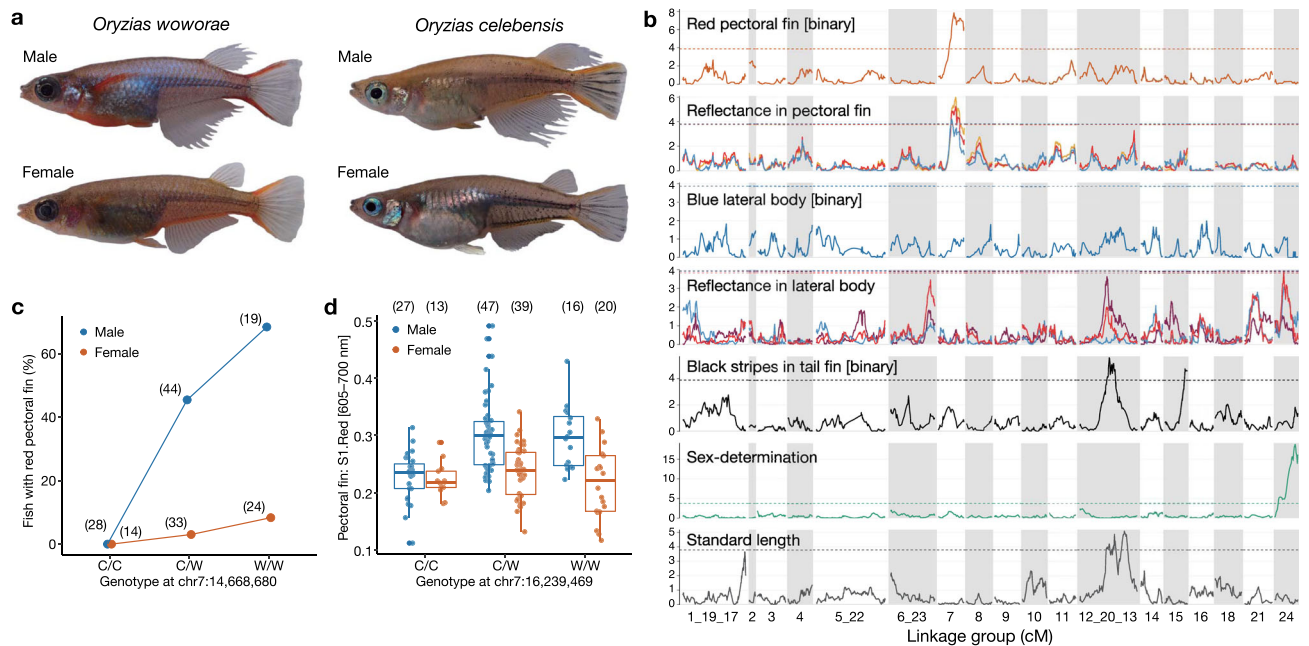 a
Oryzias woworae
Oryzias celebensis
Male
Male
Female
Female
b
Red pectoral fin [binary]
8
6
4
2
0
Reflectance in pectoral fin
6
4
2
0
Blue lateral body [binary]
4
3
2
1
0
Reflectance in lateral body
4
3
2
1
0
Black stripes in tail fin [binary]
4
2
0
Sex-determination
15
10
5
0
Standard length
5
4
3
2
1
0
1_19_17 2 3 4 5_22 6_23 7 8 9 10 11 12_20_13 14 15 16 18 21 24
Linkage group (cM)
c
Male
Female
Fish with red pectoral fin (%)
60
40
20
0
(28)
(14)
(44)
(33)
(19)
(24)
C/C C/W W/W
Genotype at chr7:14,668,680
d
(27) (13) (47) (39) (16) (20)
Male
Female
Pectoral fin: S1.Red [605–700 nm]
0.5
0.4
0.3
0.2
0.1
C/C C/W W/W
Genotype at chr7:16,239,469